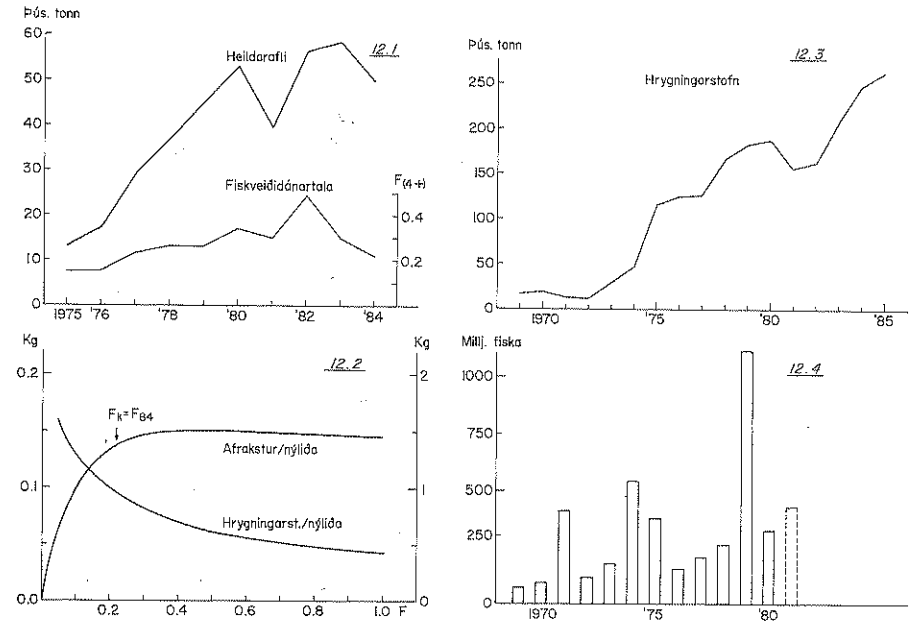 Þús. tonn
60
50
40
30
20
10
0
Heildarafli
12.1
Fiskveiðidánartala
F(4+)
0.4
0.2
1975 '76 '78 '80 '82 '84
Þús. tonn
250
200
150
100
50
0
12.3
Hrygningarstofn
1970 '75 '80 '85
Kg
0.2
0.1
0.0
Kg
2
1
0
12.2
Fk=F84
Afrakstur/nýliða
Hrygningarst./nýliða
0.2 0.4 0.6 0.8 1.0 F
Millj. fiska
1000
750
500
250
0
12.4
1970 '75 '80